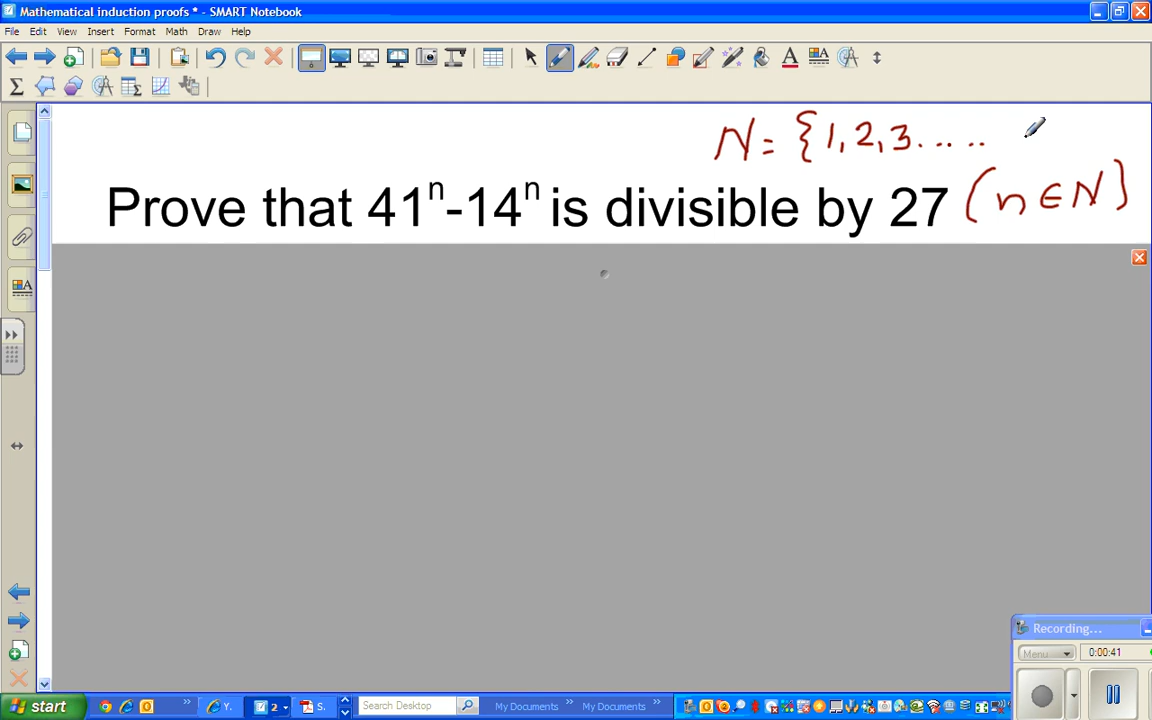 Mathematical induction proofs * - SMART Notebook
File Edit View Insert Format Math Draw Help
N = {1, 2, 3.....
Prove that 41ⁿ-14ⁿ is divisible by 27 (n ∈ N)
Recording...
Menu 0:00:41
start Y. 2 S. Search Desktop My Documents » My Documents »